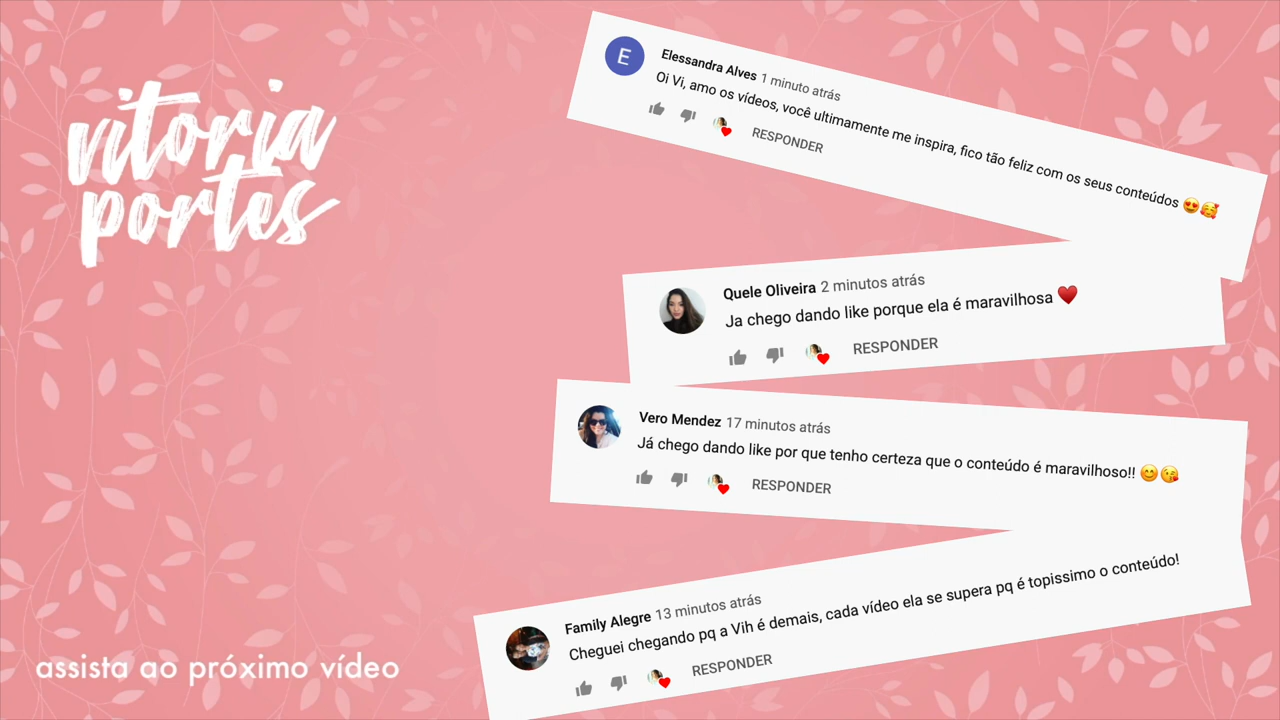 vitoria
portes
Elessandra Alves 1 minuto atrás
Oi Vi, amo os vídeos, você ultimamente me inspira, fico tão feliz com os seus conteúdos 😍🥰
RESPONDER
Quele Oliveira 2 minutos atrás
Ja chego dando like porque ela é maravilhosa ♥️
RESPONDER
Vero Mendez 17 minutos atrás
Já chego dando like por que tenho certeza que o conteúdo é maravilhoso!! 😊😘
RESPONDER
Family Alegre 13 minutos atrás
Cheguei chegando pq a Vih é demais, cada vídeo ela se supera pq é topissimo o conteúdo!
RESPONDER
assista ao próximo vídeo
E